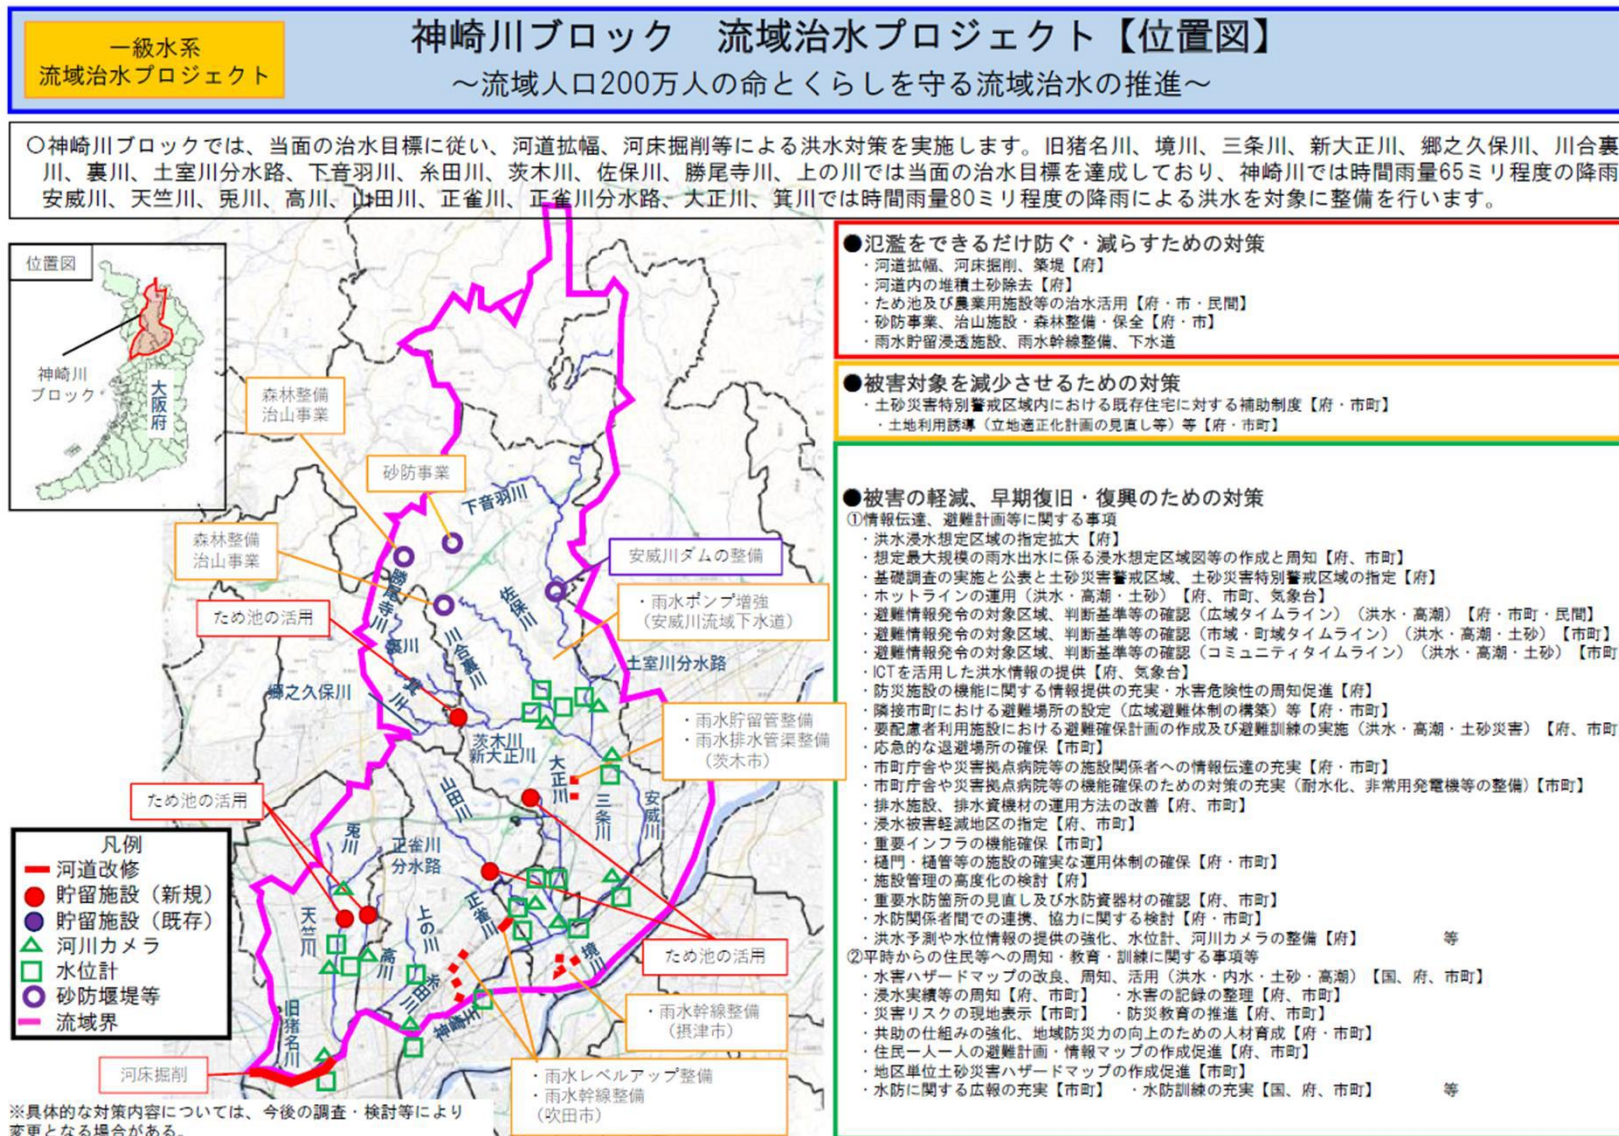 一級水系
流域治水プロジェクト
神崎川ブロック　流域治水プロジェクト【位置図】
～流域人口200万人の命とくらしを守る流域治水の推進～
○神崎川ブロックでは、当面の治水目標に従い、河道拡幅、河床掘削等による洪水対策を実施します。旧猪名川、境川、三条川、新大正川、郷之久保川、川合裏
川、裏川、土室川分水路、下音羽川、糸田川、茨木川、佐保川、勝尾寺川、上の川では当面の治水目標を達成しており、神崎川では時間雨量65ミリ程度の降雨
安威川、天竺川、兎川、高川、山田川、正雀川、正雀川分水路、大正川、箕川では時間雨量80ミリ程度の降雨による洪水を対象に整備を行います。
位置図
神崎川
ブロック
大阪府
森林整備
治山事業
砂防事業
下音羽川
森林整備
治山事業
安威川ダムの整備
勝尾寺川
佐保川
・雨水ポンプ増強
（安威川流域下水道）
ため池の活用
裏川
川合裏川
土室川分水路
郷之久保川
箕川
・雨水貯留管整備
・雨水排水管渠整備
（茨木市）
茨木川
新大正川
大正川
山田川
三条川
安威川
ため池の活用
兎川
正雀川
分水路
天竺川
上の川
正雀川
高川
境川
ため池の活用
糸田川
神崎川
旧猪名川
・雨水幹線整備
（摂津市）
河床掘削
・雨水レベルアップ整備
・雨水幹線整備
（吹田市）
凡例
河道改修
貯留施設（新規）
貯留施設（既存）
河川カメラ
水位計
砂防堰堤等
流域界
※具体的な対策内容については、今後の調査・検討等により
変更となる場合がある。
●氾濫をできるだけ防ぐ・減らすための対策
・河道拡幅、河床掘削、築堤【府】
・河道内の堆積土砂除去【府】
・ため池及び農業用施設等の治水活用【府・市・民間】
・砂防事業、治山施設・森林整備・保全【府・市】
・雨水貯留浸透施設、雨水幹線整備、下水道
●被害対象を減少させるための対策
・土砂災害特別警戒区域内における既存住宅に対する補助制度【府・市町】
・土地利用誘導（立地適正化計画の見直し等）等【府・市町】
●被害の軽減、早期復旧・復興のための対策
①情報伝達、避難計画等に関する事項
・洪水浸水想定区域の指定拡大【府】
・想定最大規模の雨水出水に係る浸水想定区域図等の作成と周知【府、市町】
・基礎調査の実施と公表と土砂災害警戒区域、土砂災害特別警戒区域の指定【府】
・ホットラインの運用（洪水・高潮・土砂）【府、市町、気象台】
・避難情報発令の対象区域、判断基準等の確認（広域タイムライン）（洪水・高潮）【府・市町・民間】
・避難情報発令の対象区域、判断基準等の確認（市域・町域タイムライン）（洪水・高潮・土砂）【市町】
・避難情報発令の対象区域、判断基準等の確認（コミュニティタイムライン）（洪水・高潮・土砂）【市町
・ICTを活用した洪水情報の提供【府、気象台】
・防災施設の機能に関する情報提供の充実・水害危険性の周知促進【府】
・隣接市町における避難場所の設定（広域避難体制の構築）等【府・市町】
・要配慮者利用施設における避難確保計画の作成及び避難訓練の実施（洪水・高潮・土砂災害）【府、市町
・応急的な退避場所の確保【市町】
・市町庁舎や災害拠点病院等の施設関係者への情報伝達の充実【府・市町】
・市町庁舎や災害拠点病院等の機能確保のための対策の充実（耐水化、非常用発電機等の整備）【市町】
・排水施設、排水資機材の運用方法の改善【府、市町】
・浸水被害軽減地区の指定【府、市町】
・重要インフラの機能確保【市町】
・樋門・樋管等の施設の確実な運用体制の確保【府・市町】
・施設管理の高度化の検討【府】
・重要水防箇所の見直し及び水防資器材の確認【府、市町】
・水防関係者間での連携、協力に関する検討【府・市町】
・洪水予測や水位情報の提供の強化、水位計、河川カメラの整備【府】　等
②平時からの住民等への周知・教育・訓練に関する事項等
・水害ハザードマップの改良、周知、活用（洪水・内水・土砂・高潮）【国、府、市町】
・浸水実績等の周知【府、市町】　・水害の記録の整理【府、市町】
・災害リスクの現地表示【市町】　・防災教育の推進【府、市町】
・共助の仕組みの強化、地域防災力の向上のための人材育成【府・市町】
・住民一人一人の避難計画・情報マップの作成促進【府、市町】
・地区単位土砂災害ハザードマップの作成促進【市町】
・水防に関する広報の充実【市町】　・水防訓練の充実【国、府、市町】　等